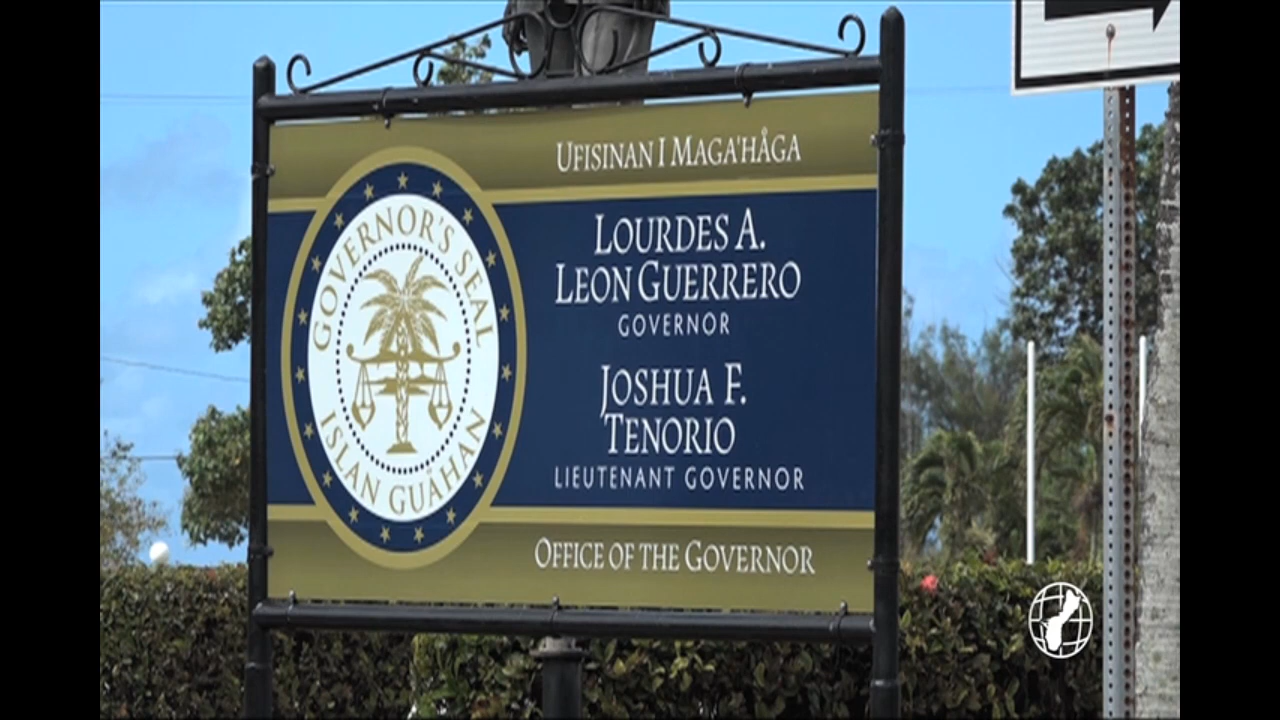 UFISINAN I MAGA'HÅGA
LOURDES A.
LEON GUERRERO
GOVERNOR
JOSHUA F.
TENORIO
LIEUTENANT GOVERNOR
OFFICE OF THE GOVERNOR
GOVERNOR'S SEAL
ISLAN GUÅHAN